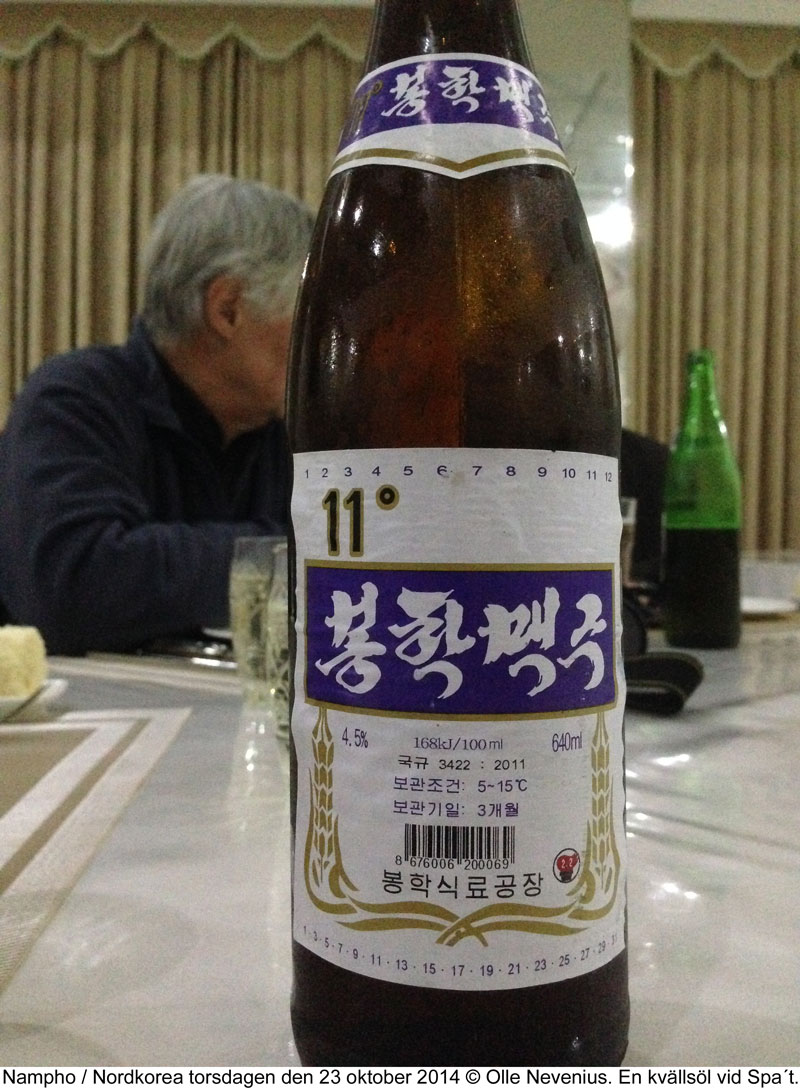 11° 봉학맥주
1 2 3 4 5 6 7 8 9 10 11 12
11°
봉학맥주
4.5% 168kJ/100ml 640ml
국규 3422 : 2011
보관조건: 5~15℃
보관기일: 3개월
8 676006 200069
2.2
봉학식료공장
1 · 3 · 5 · 7 · 9 · 11 · 13 · 15 · 17 · 19 · 21 · 23 · 25 · 27 · 29 · 31
Nampho / Nordkorea torsdagen den 23 oktober 2014 © Olle Nevenius. En kvällsöl vid Spa´t.